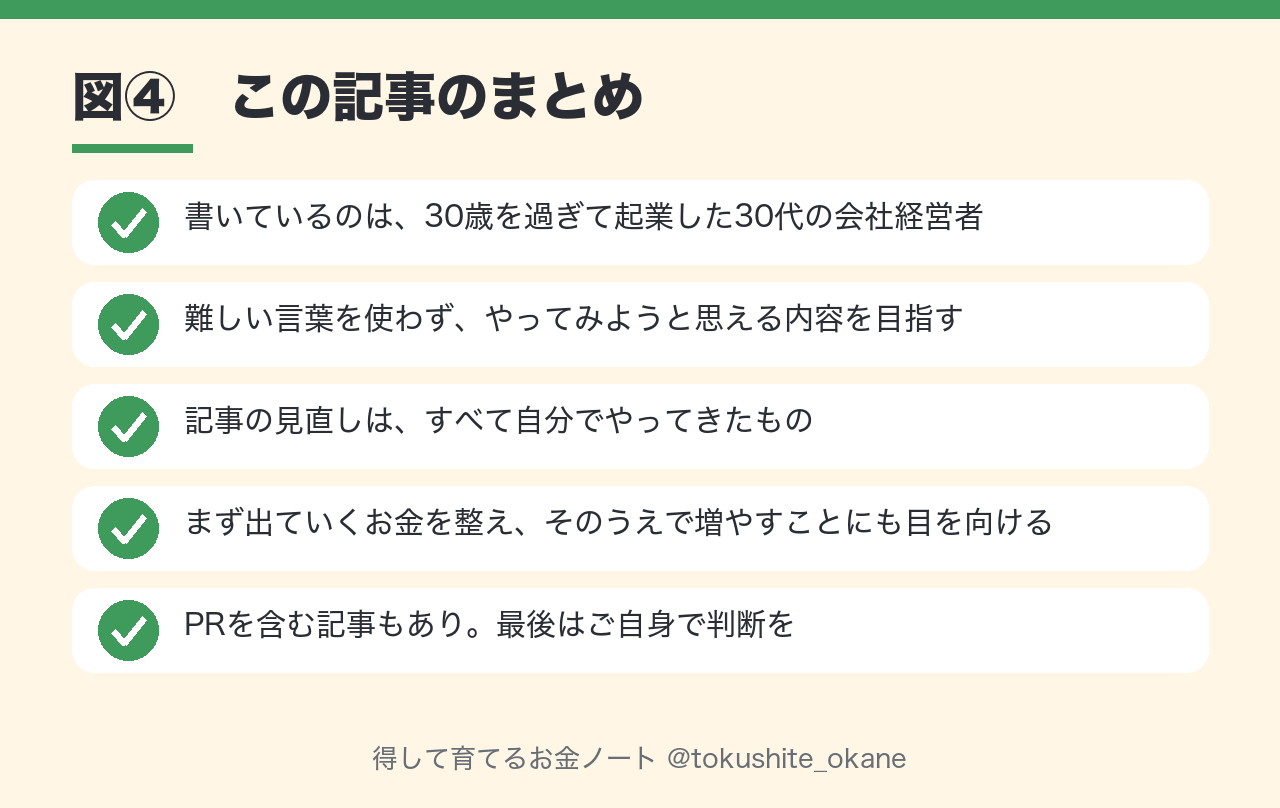 図④　この記事のまとめ
書いているのは、30歳を過ぎて起業した30代の会社経営者
難しい言葉を使わず、やってみようと思える内容を目指す
記事の見直しは、すべて自分でやってきたもの
まず出ていくお金を整え、そのうえで増やすことにも目を向ける
PRを含む記事もあり。最後はご自身で判断を
得して育てるお金ノート @tokushite_okane